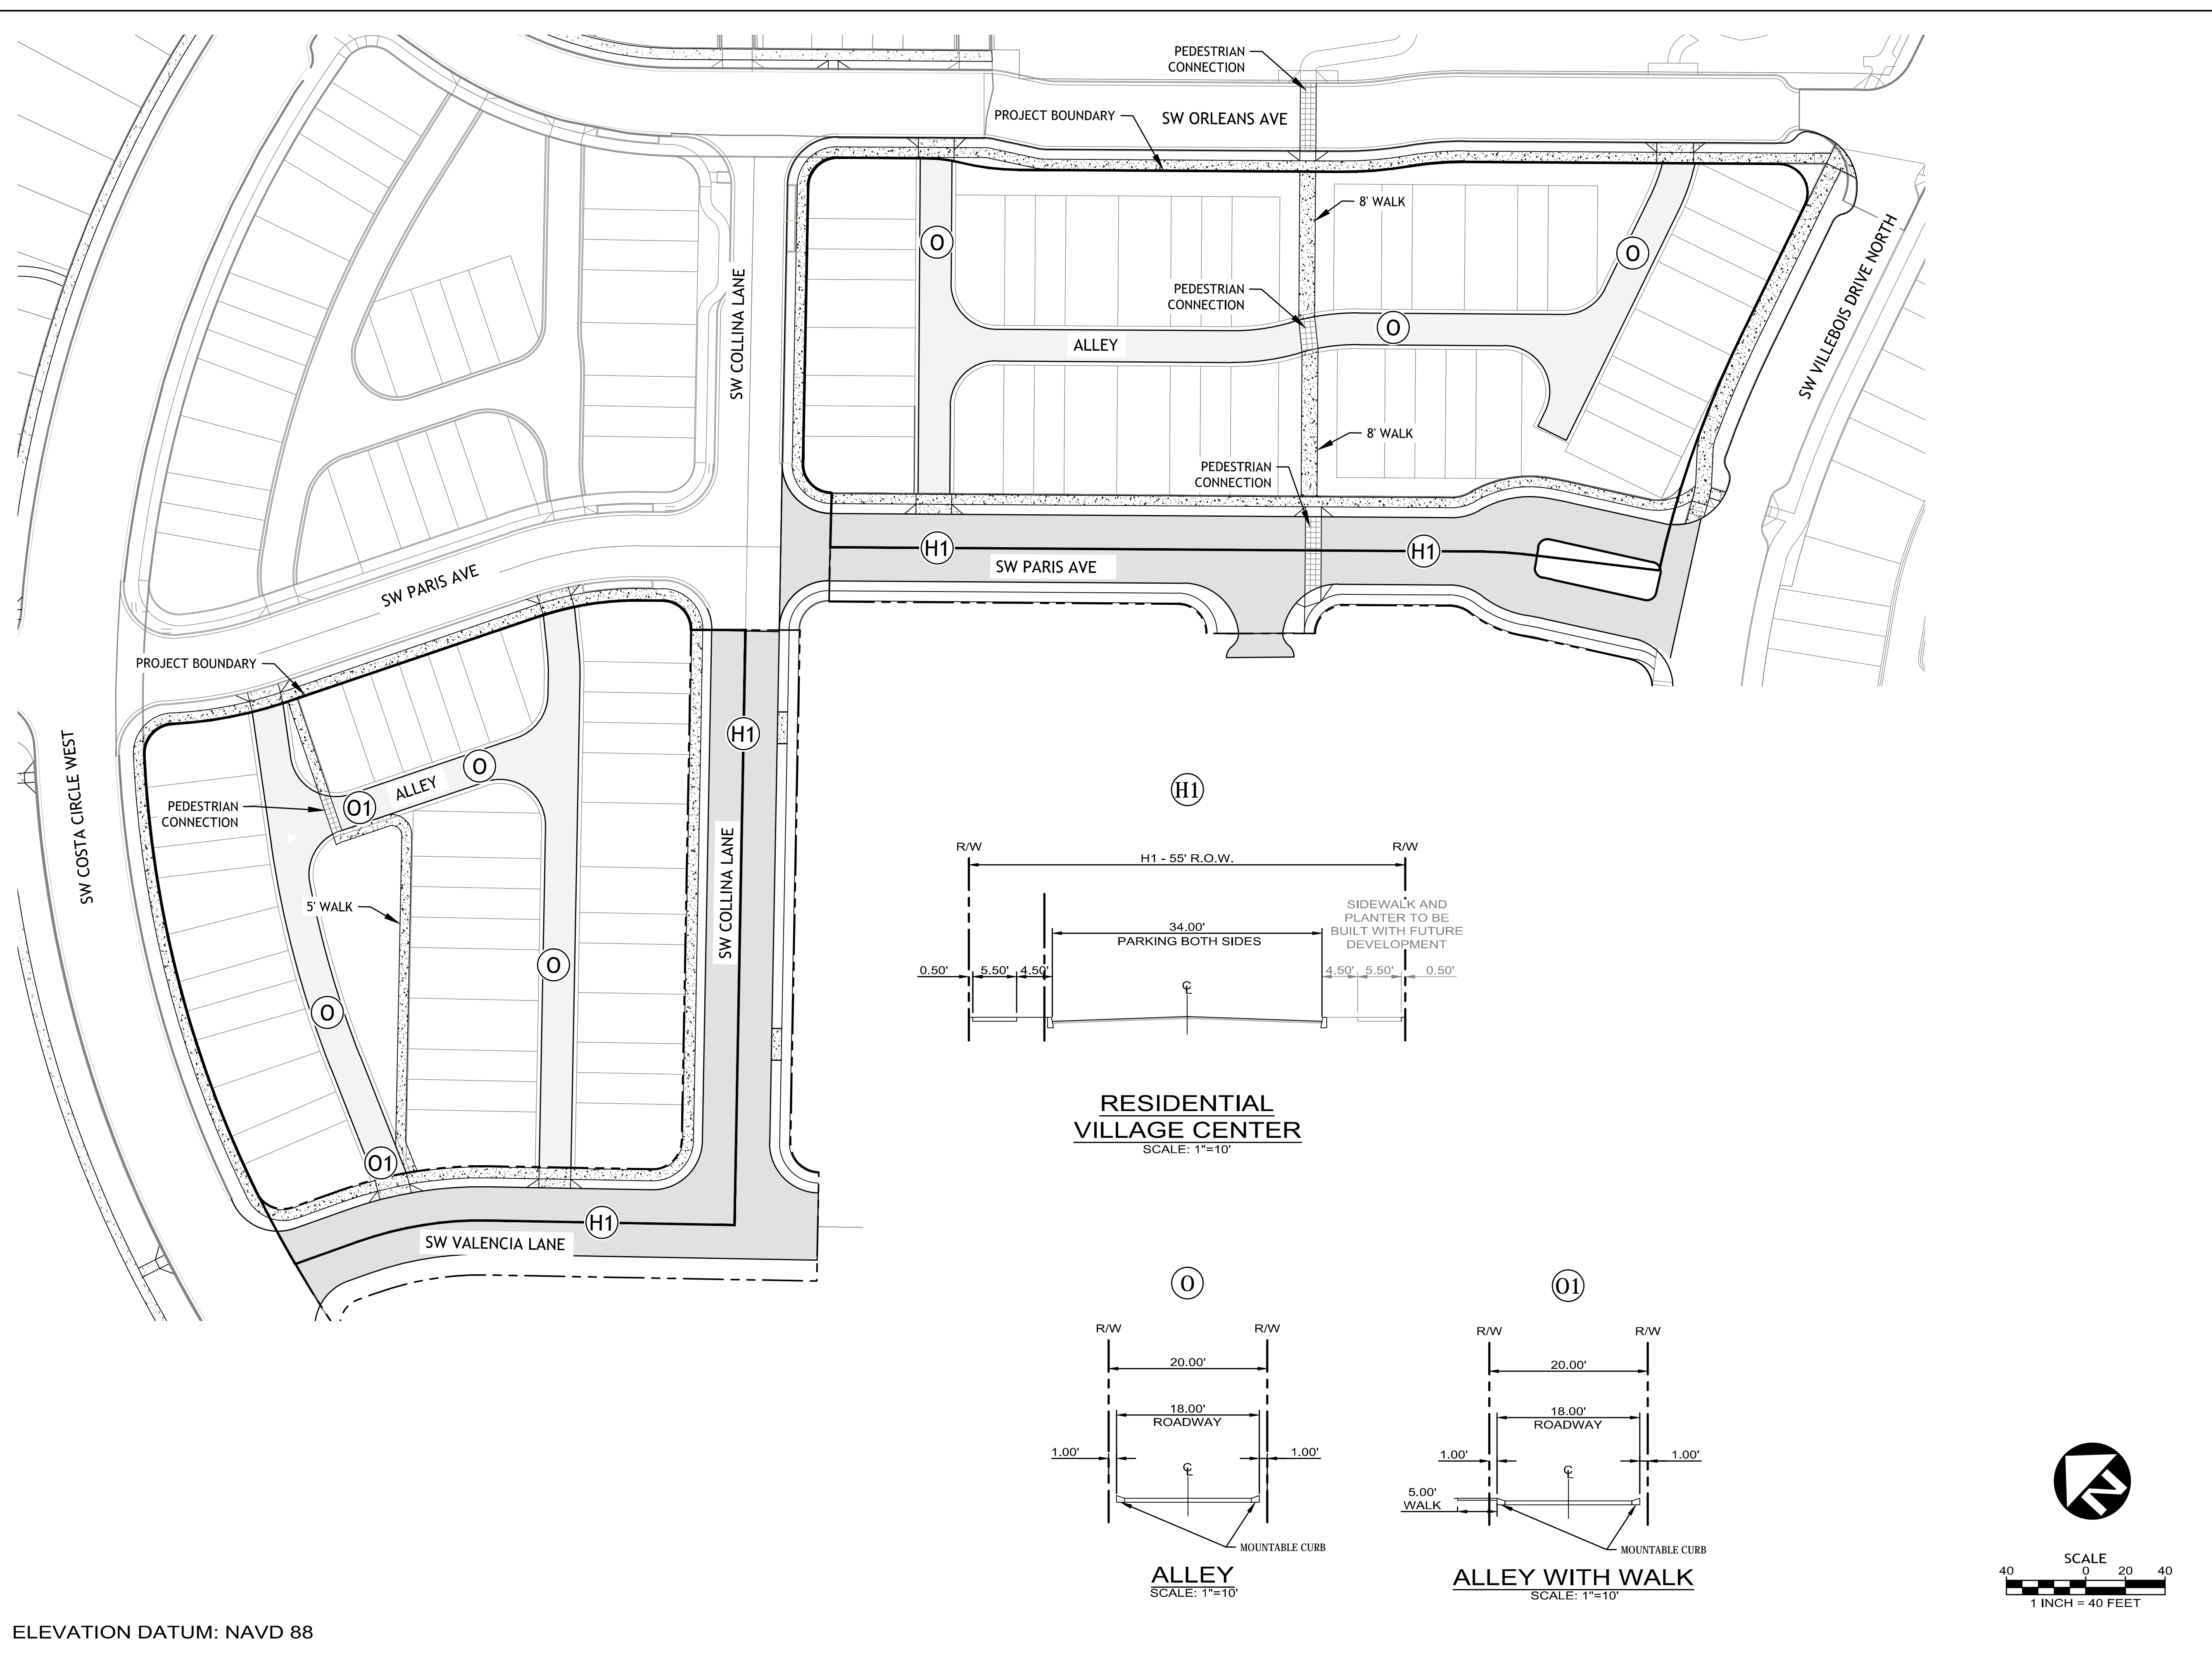 PEDESTRIAN
CONNECTION
PROJECT BOUNDARY
SW ORLEANS AVE
8' WALK
O
O
PEDESTRIAN
CONNECTION
SW COLLINA LANE
SW VILLEBOIS DRIVE NORTH
ALLEY
O
8' WALK
PEDESTRIAN
CONNECTION
H1
H1
SW PARIS AVE
SW PARIS AVE
PROJECT BOUNDARY
H1
SW COSTA CIRCLE WEST
O
ALLEY
O1
PEDESTRIAN
CONNECTION
5' WALK
SW COLLINA LANE
O
O
O1
H1
SW VALENCIA LANE
H1
R/W
R/W
H1 - 55' R.O.W.
SIDEWALK AND
PLANTER TO BE
BUILT WITH FUTURE
DEVELOPMENT
34.00'
PARKING BOTH SIDES
0.50'
5.50'
4.50'
4.50'
5.50'
0.50'
℄
RESIDENTIAL
VILLAGE CENTER
SCALE: 1"=10'
O
R/W
R/W
20.00'
18.00'
ROADWAY
1.00'
1.00'
℄
MOUNTABLE CURB
ALLEY
SCALE: 1"=10'
O1
R/W
R/W
20.00'
18.00'
ROADWAY
1.00'
1.00'
℄
5.00'
WALK
MOUNTABLE CURB
ALLEY WITH WALK
SCALE: 1"=10'
N
SCALE
40
0
20
40
1 INCH = 40 FEET
ELEVATION DATUM: NAVD 88